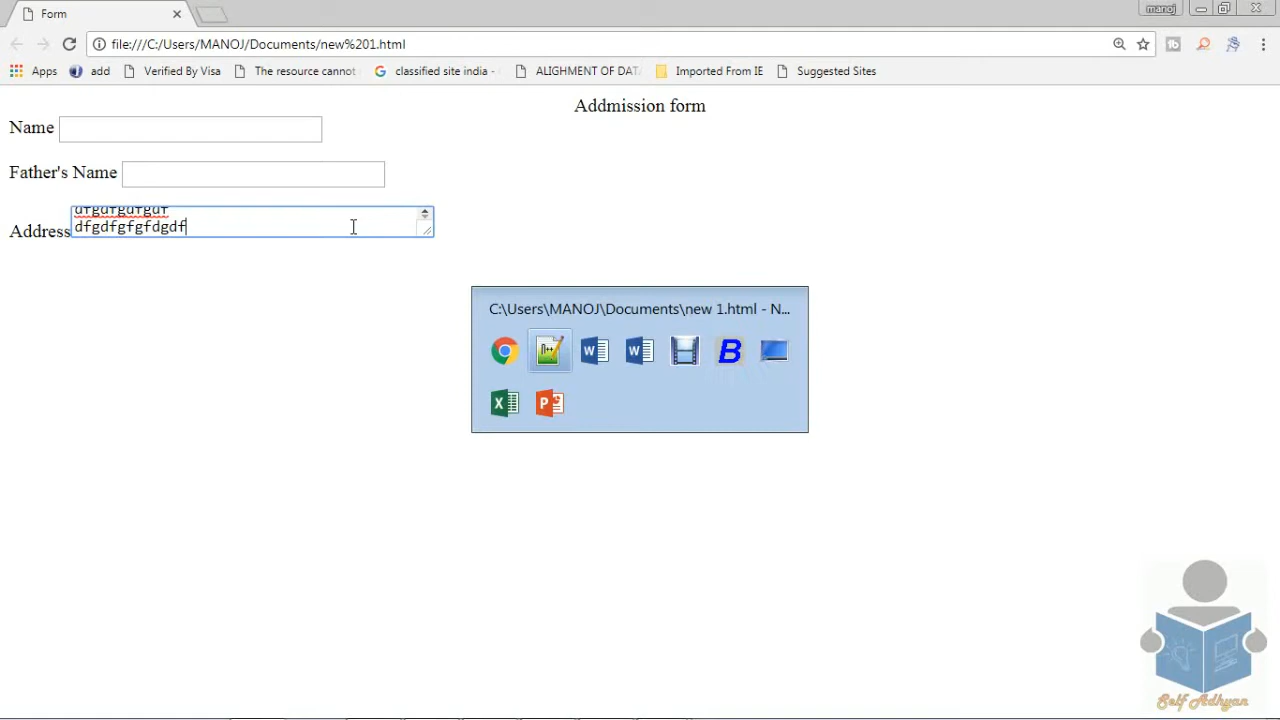 Form
manoj
file:///C:/Users/MANOJ/Documents/new%201.html
Apps add Verified By Visa The resource cannot classified site india - ALIGHMENT OF DATA Imported From IE Suggested Sites
Addmission form
Name
Father's Name
dfgdfgdfgdf
Address dfgdfgfgfdgdf
C:\Users\MANOJ\Documents\new 1.html - N...
n++ W W B
X P
Self Adhyan